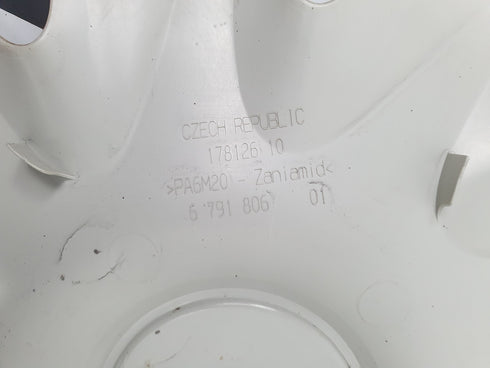 CZECH REPUBLIC
178126 10
>PA6M20 - Zaniamid<
6 791 806 01